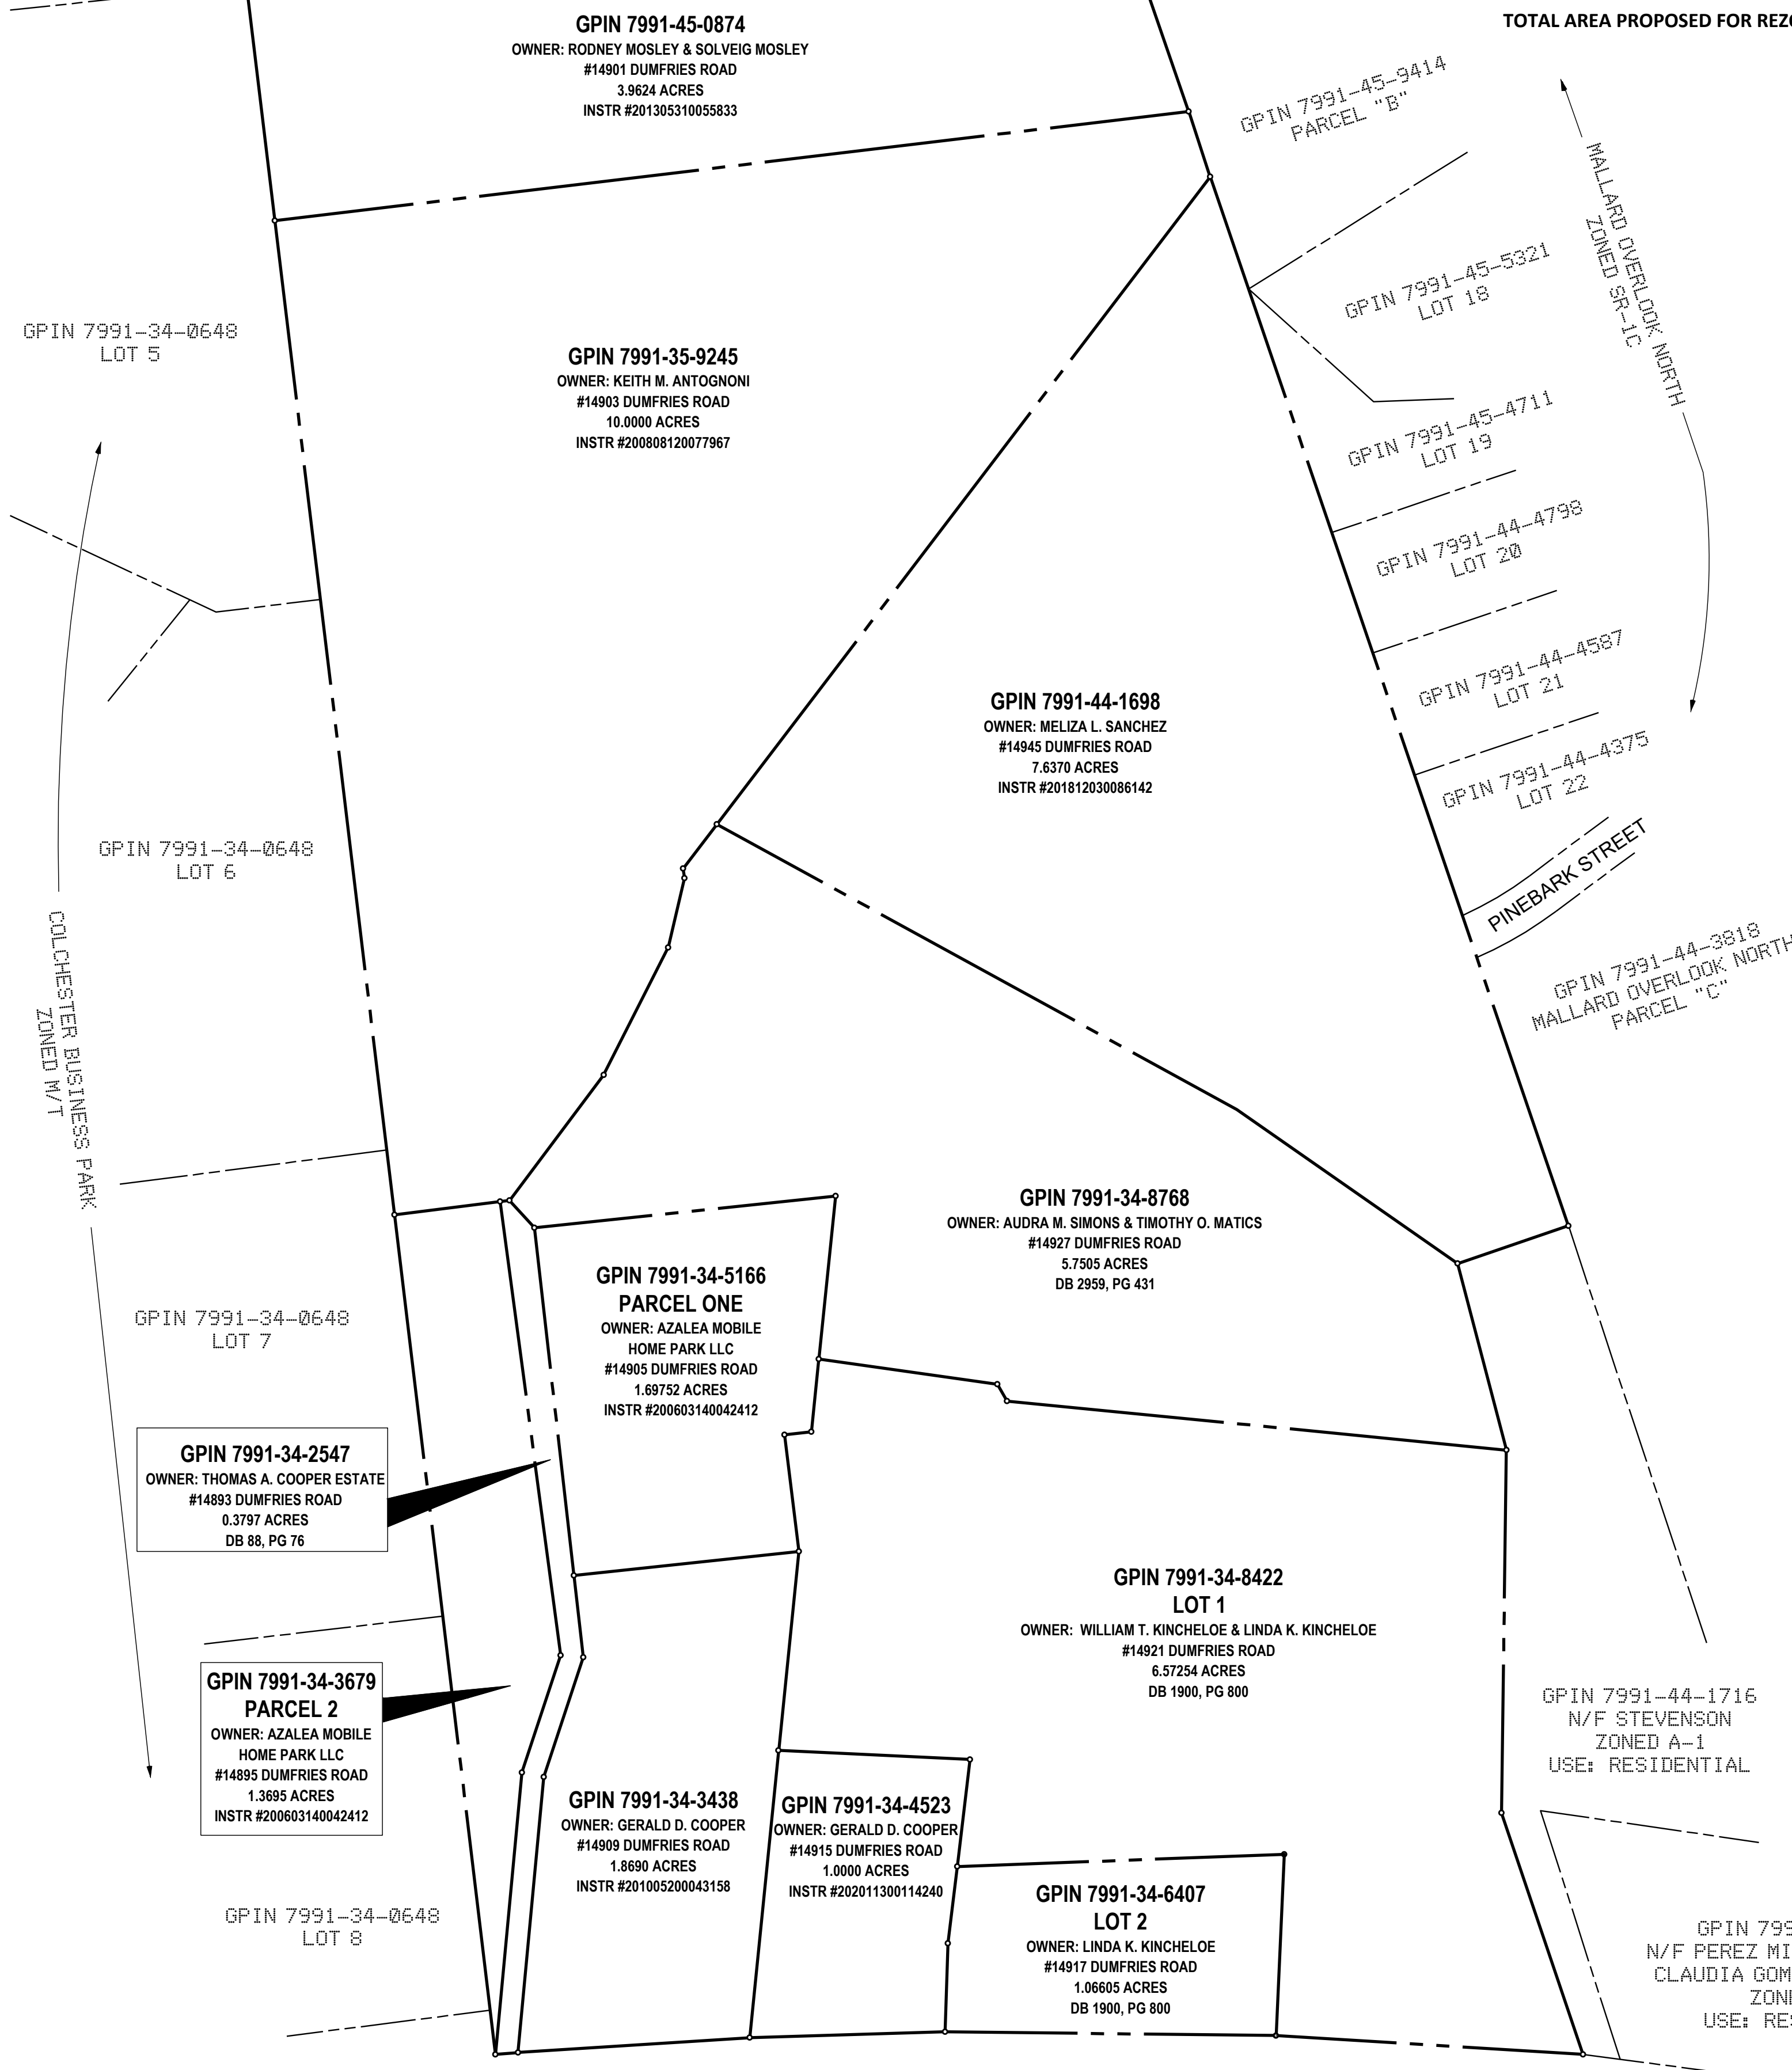 TOTAL AREA PROPOSED FOR
GPIN 7991-45-0874
OWNER: RODNEY MOSLEY & SOLVEIG MOSLEY
#14901 DUMFRIES ROAD
3.9624 ACRES
INSTR #201305310055833
GPIN 7991-45-9414
PARCEL "B"
MALLARD OVERLOOK NORTH
ZONED SR-1C
GPIN 7991-45-5321
LOT 18
GPIN 7991-34-0648
LOT 5
GPIN 7991-35-9245
OWNER: KEITH M. ANTOGNONI
#14903 DUMFRIES ROAD
10.0000 ACRES
INSTR #200808120077967
GPIN 7991-45-4711
LOT 19
GPIN 7991-44-4798
LOT 20
GPIN 7991-44-4587
LOT 21
GPIN 7991-44-1698
OWNER: MELIZA L. SANCHEZ
#14945 DUMFRIES ROAD
7.6370 ACRES
INSTR #201812030086142
GPIN 7991-44-4375
LOT 22
PINEBARK STREET
GPIN 7991-34-0648
LOT 6
GPIN 7991-44-3818
MALLARD OVERLOOK NORTH
PARCEL "C"
COLCHESTER BUSINESS PARK
ZONED M/T
GPIN 7991-34-8768
OWNER: AUDRA M. SIMONS & TIMOTHY O. MATICS
#14927 DUMFRIES ROAD
5.7505 ACRES
DB 2959, PG 431
GPIN 7991-34-5166
PARCEL ONE
OWNER: AZALEA MOBILE
HOME PARK LLC
#14905 DUMFRIES ROAD
1.69752 ACRES
INSTR #200603140042412
GPIN 7991-34-0648
LOT 7
GPIN 7991-34-2547
OWNER: THOMAS A. COOPER ESTATE
#14893 DUMFRIES ROAD
0.3797 ACRES
DB 88, PG 76
GPIN 7991-34-8422
LOT 1
OWNER: WILLIAM T. KINCHELOE & LINDA K. KINCHELOE
#14921 DUMFRIES ROAD
6.57254 ACRES
DB 1900, PG 800
GPIN 7991-34-3679
PARCEL 2
OWNER: AZALEA MOBILE
HOME PARK LLC
#14895 DUMFRIES ROAD
1.3695 ACRES
INSTR #200603140042412
GPIN 7991-44-1716
N/F STEVENSON
ZONED A-1
USE: RESIDENTIAL
GPIN 7991-34-3438
OWNER: GERALD D. COOPER
#14909 DUMFRIES ROAD
1.8690 ACRES
INSTR #201005200043158
GPIN 7991-34-4523
OWNER: GERALD D. COOPER
#14915 DUMFRIES ROAD
1.0000 ACRES
INSTR #202011300114240
GPIN 7991-34-6407
LOT 2
OWNER: LINDA K. KINCHELOE
#14917 DUMFRIES ROAD
1.06605 ACRES
DB 1900, PG 800
GPIN 7991-34-0648
LOT 8
GPIN
N/F PEREZ
CLAUDIA
USE: